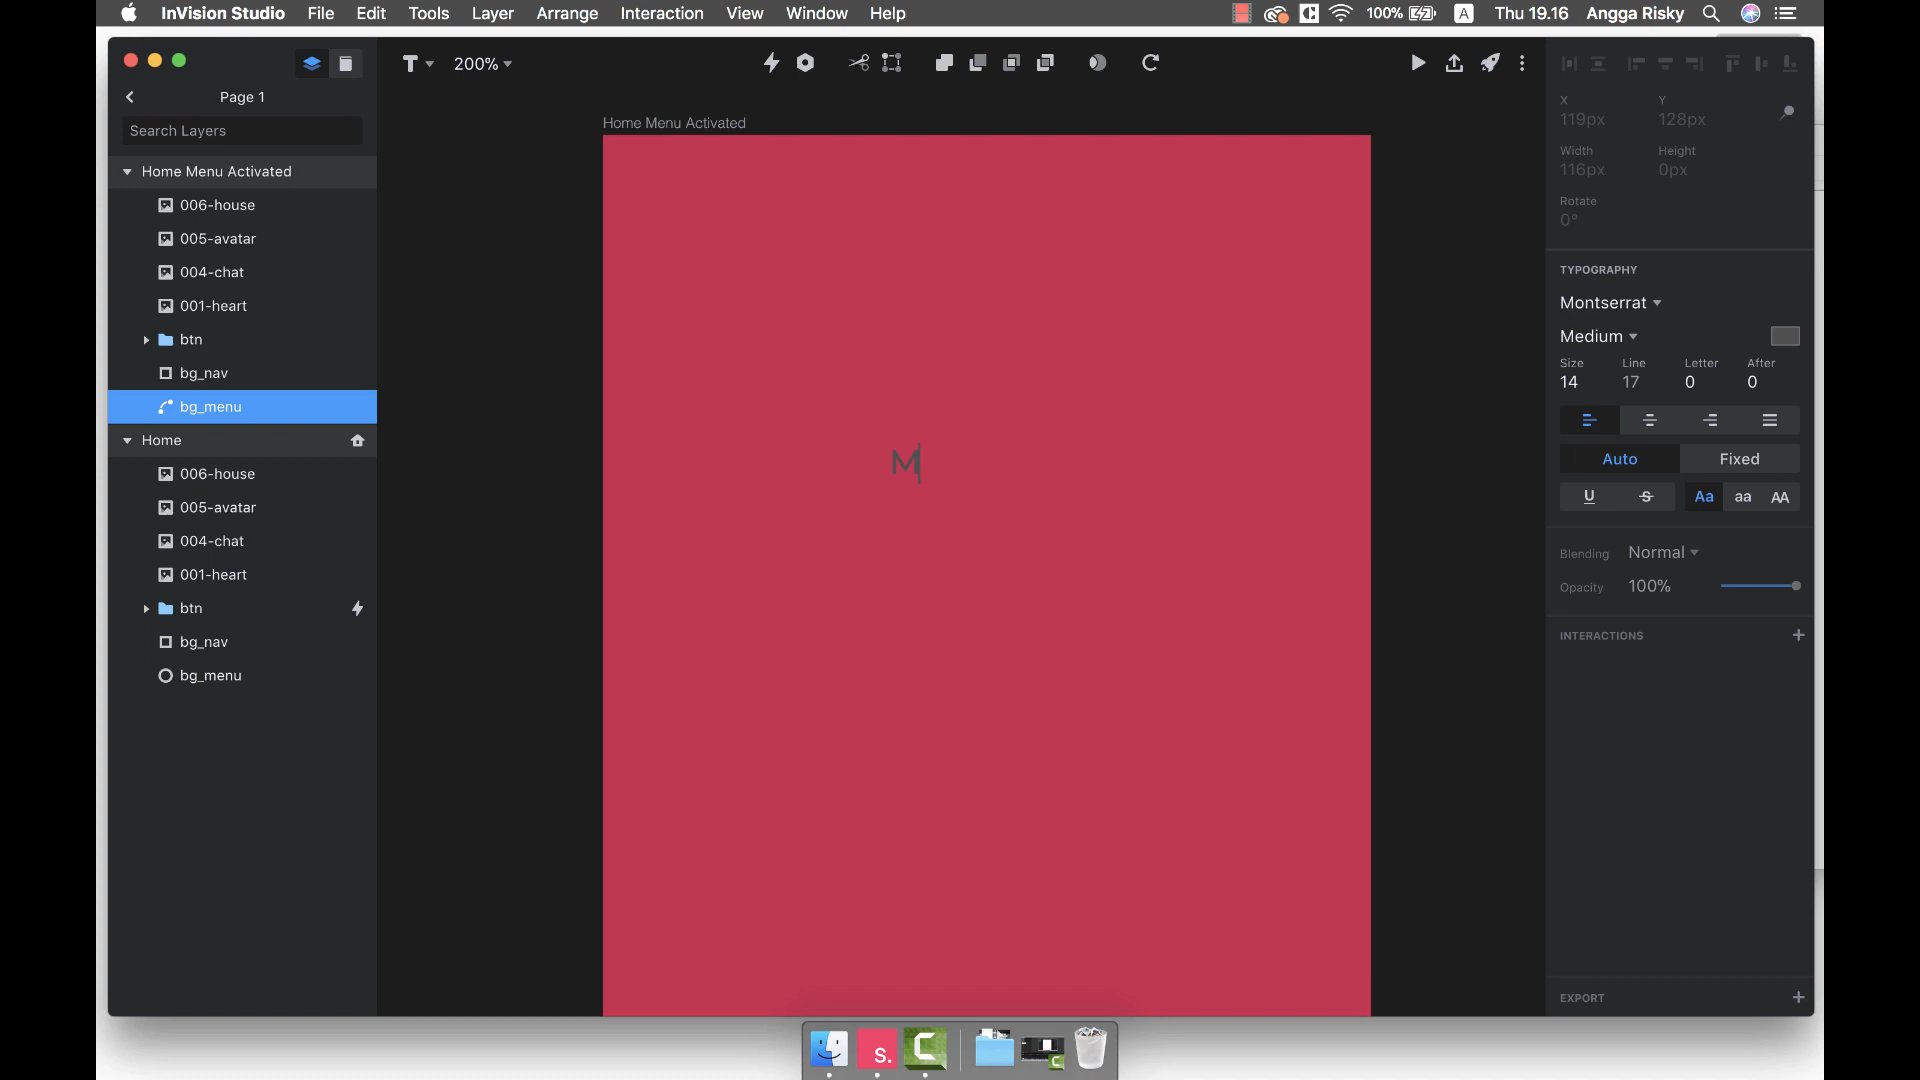 InVision Studio File Edit Tools Layer Arrange Interaction View Window Help 100% A Thu 19.16 Angga Risky
T 200%
Page 1
Search Layers
Home Menu Activated
006-house
005-avatar
004-chat
001-heart
btn
bg_nav
bg_menu
Home
006-house
005-avatar
004-chat
001-heart
btn
bg_nav
bg_menu
Home Menu Activated
M
X Y
119px 128px
Width Height
116px 0px
Rotate
0°
TYPOGRAPHY
Montserrat
Medium
Size Line Letter After
14 17 0 0
Auto Fixed
U S Aa aa AA
Blending Normal
Opacity 100%
INTERACTIONS +
EXPORT +
s. C C